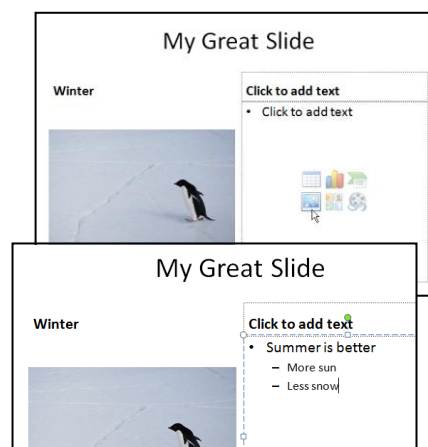 My Great Slide
Winter
Click to add text
• Click to add text
My Great Slide
Winter
Click to add text
• Summer is better
– More sun
– Less snow